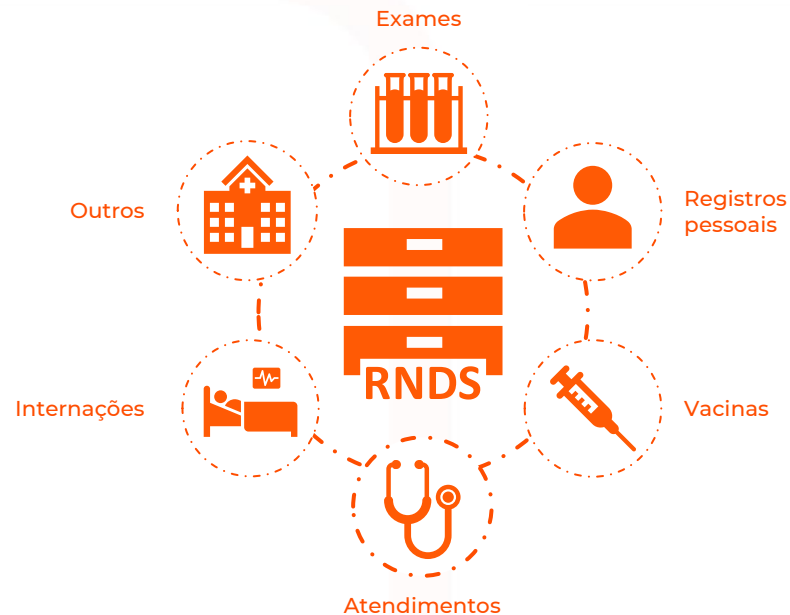 Exames
Outros
Registros
pessoais
RNDS
Internações
Vacinas
Atendimentos